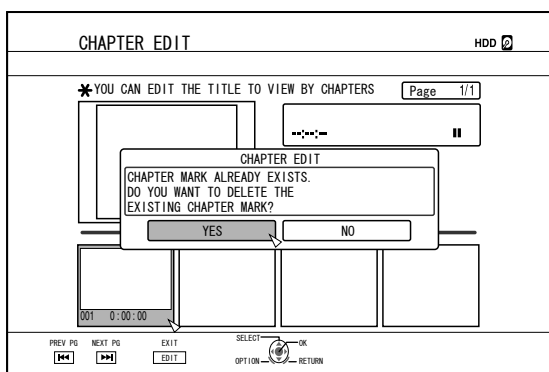 CHAPTER EDIT
HDD
*YOU CAN EDIT THE TITLE TO VIEW BY CHAPTERS
Page 1/1
--:--:--
CHAPTER EDIT
CHAPTER MARK ALREADY EXISTS.
DO YOU WANT TO DELETE THE
EXISTING CHAPTER MARK?
YES NO
001 0:00:00
PREV PG NEXT PG EXIT SELECT OK
EDIT OPTION RETURN